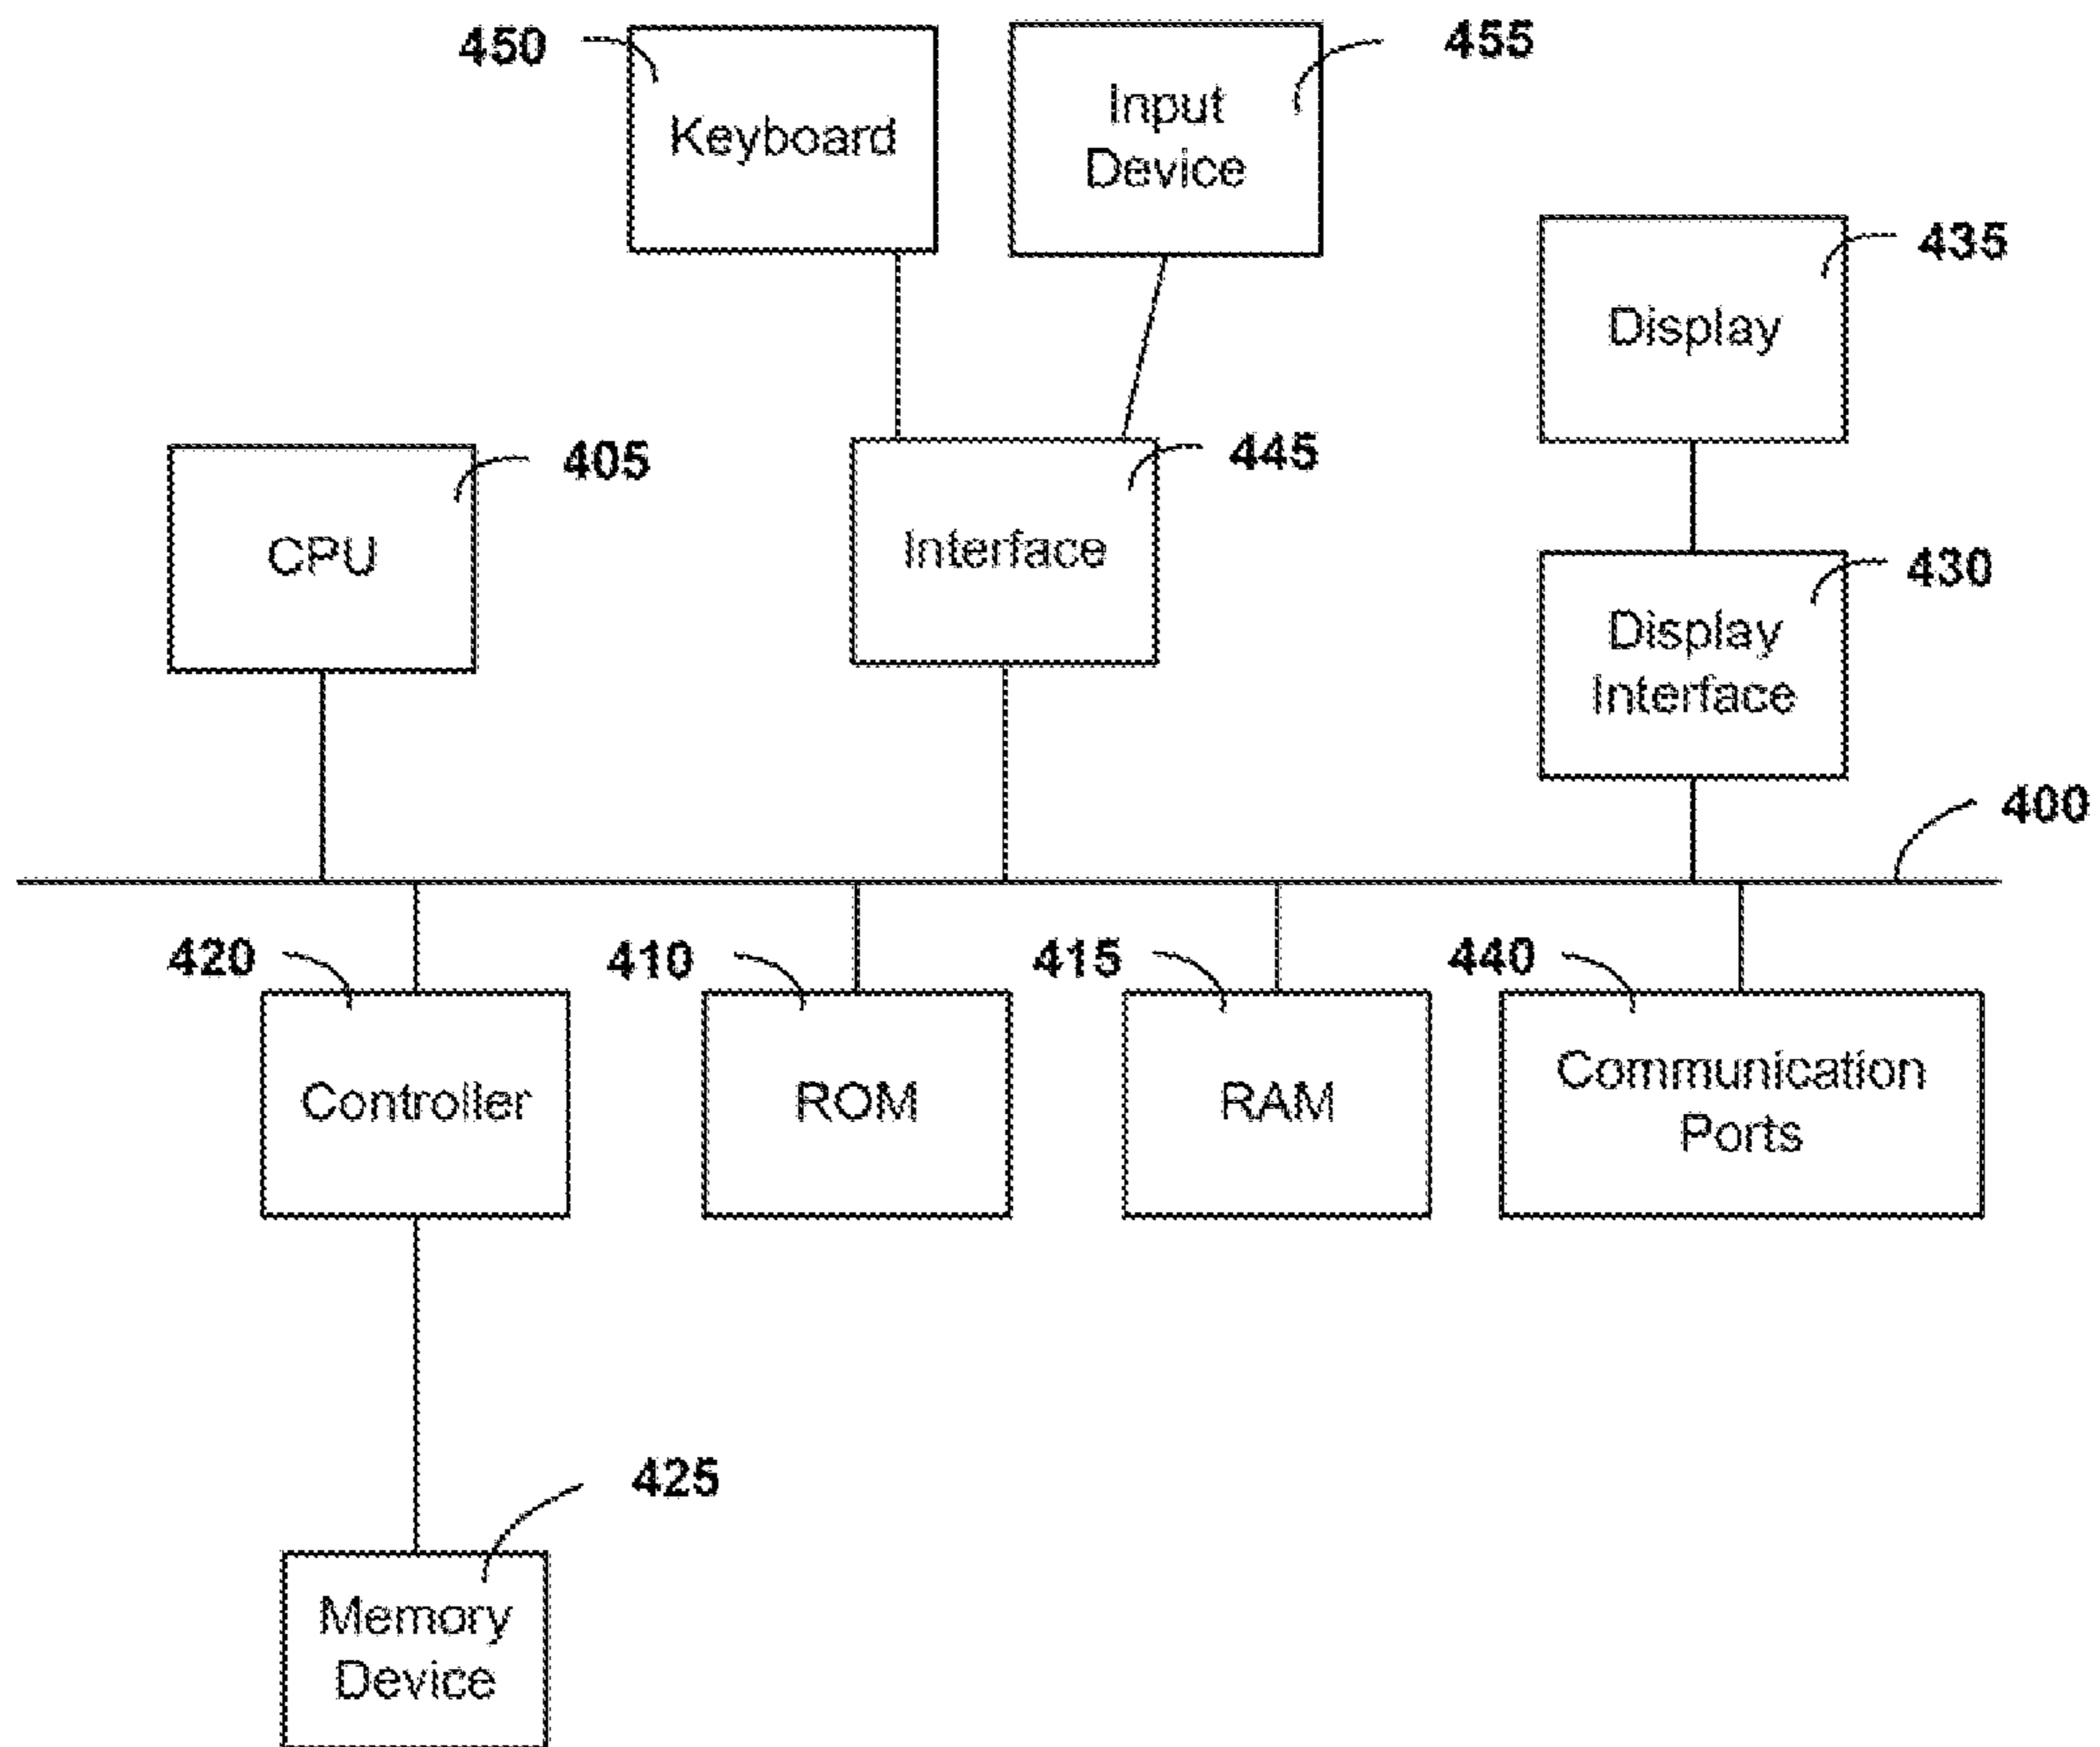 450
Keyboard
Input
Device
455
Display
435
CPU
405
Interface
445
Display
Interface
430
400
420
Controller
410
ROM
415
RAM
440
Communication
Ports
425
Memory
Device